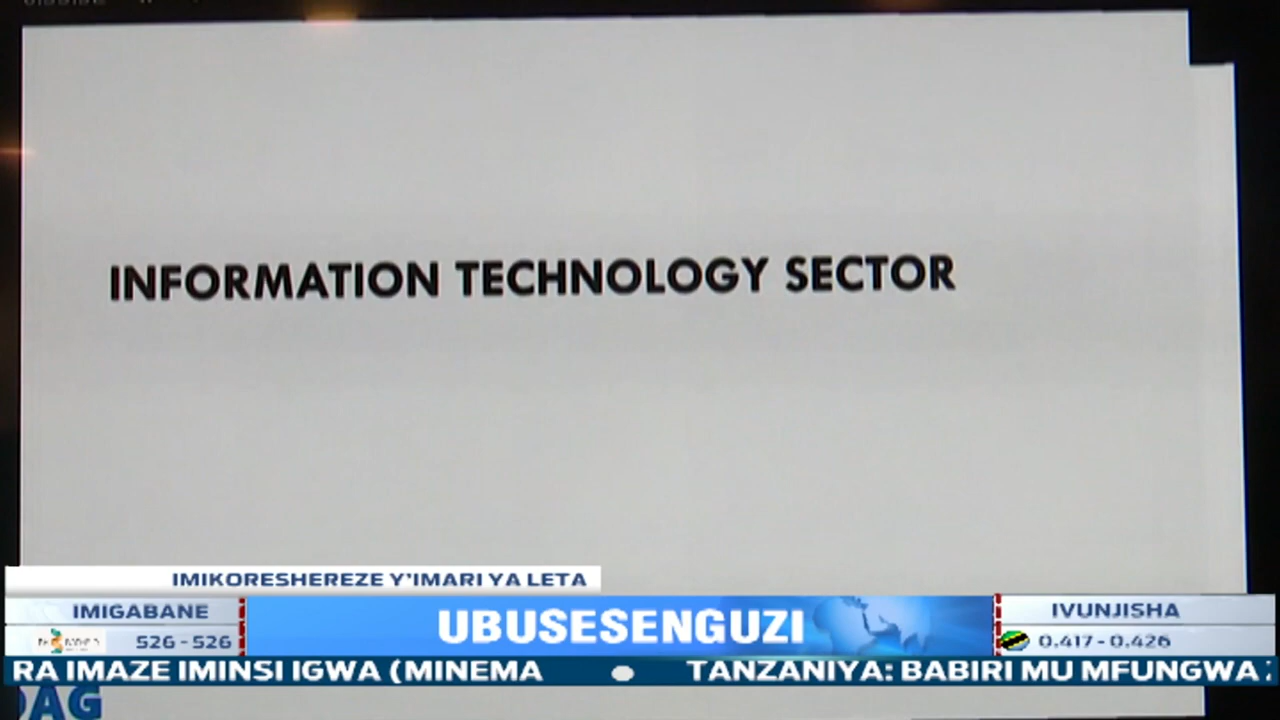 INFORMATION TECHNOLOGY SECTOR
IMIKORESHEREZE Y'IMARI YA LETA
IMIGABANE
526 - 526
UBUSESENGUZI
IVUNJISHA
0.417 - 0.426
RA IMAZE IMINSI IGWA (MINEMA
TANZANIYA: BABIRI MU MFUNGWA
DAG